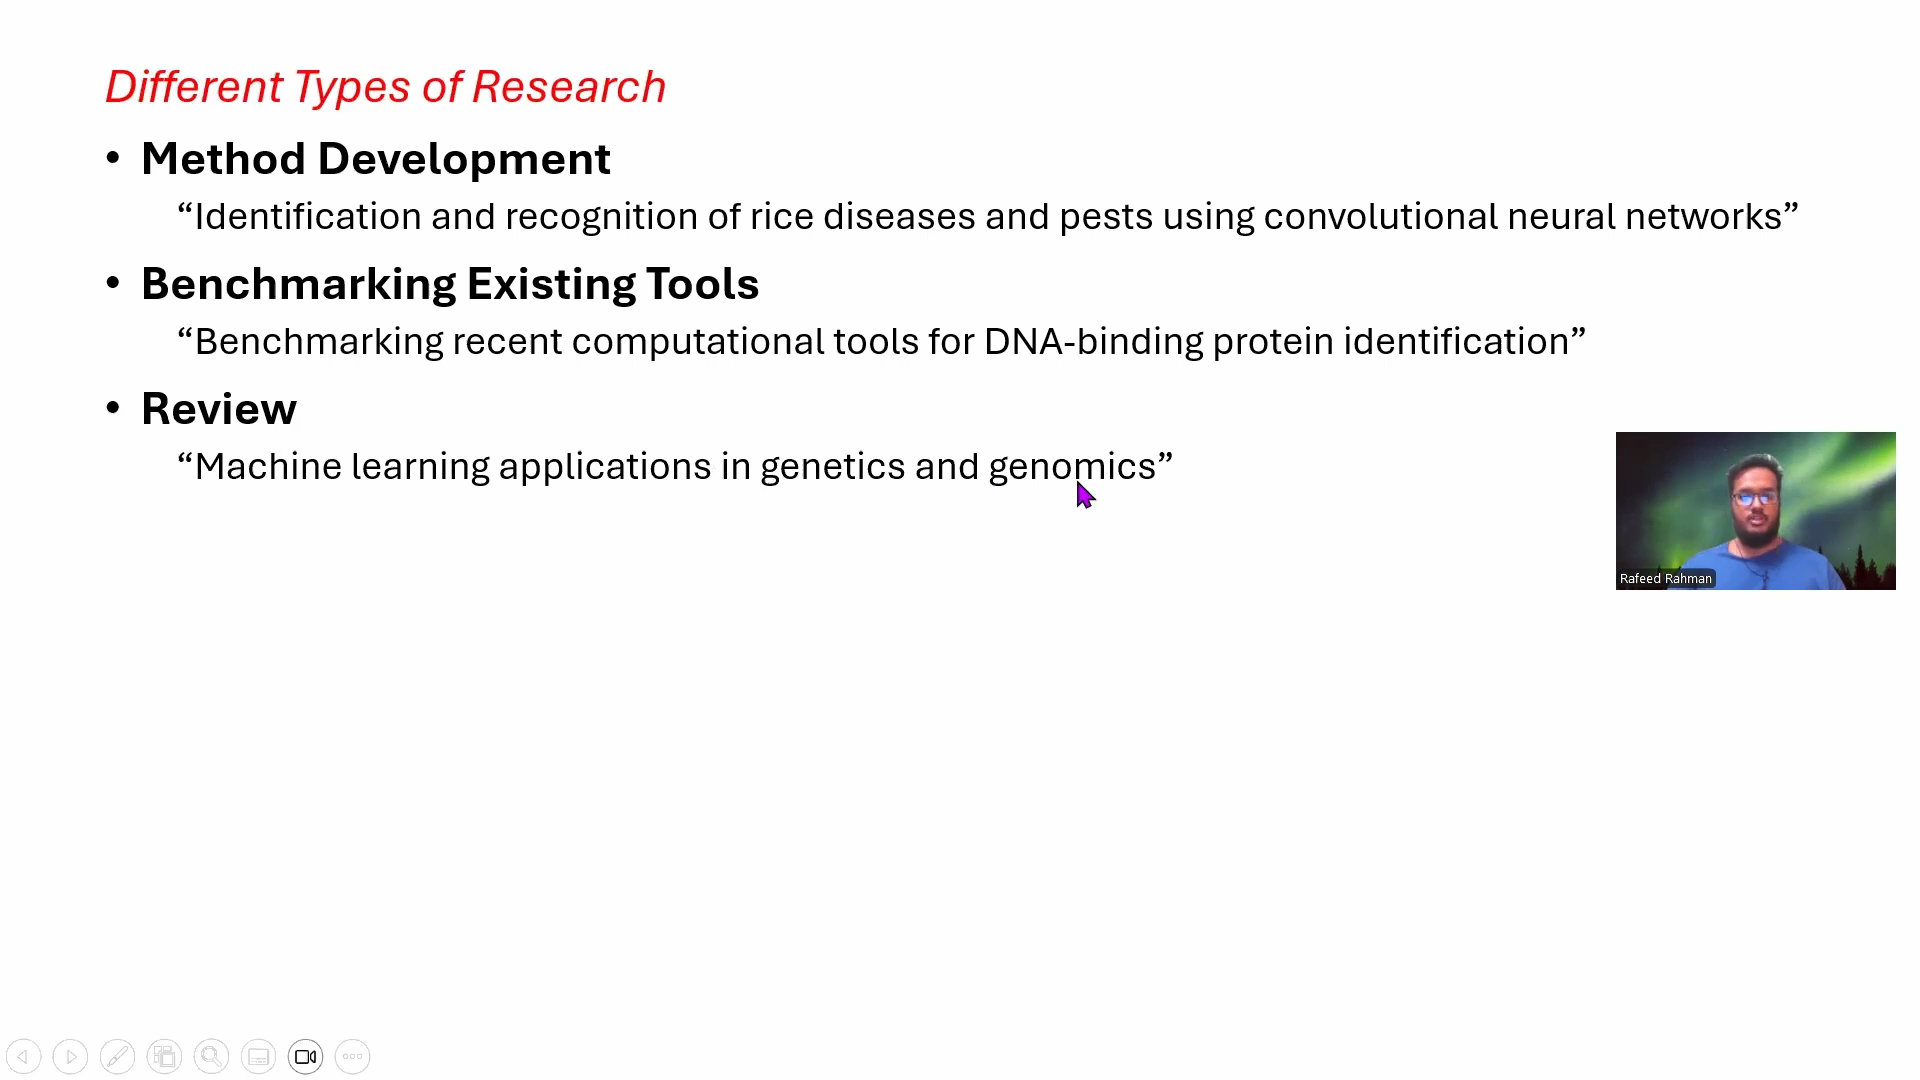 Different Types of Research
• Method Development
“Identification and recognition of rice diseases and pests using convolutional neural networks”
• Benchmarking Existing Tools
“Benchmarking recent computational tools for DNA-binding protein identification”
• Review
“Machine learning applications in genetics and genomics”
Rafeed Rahman